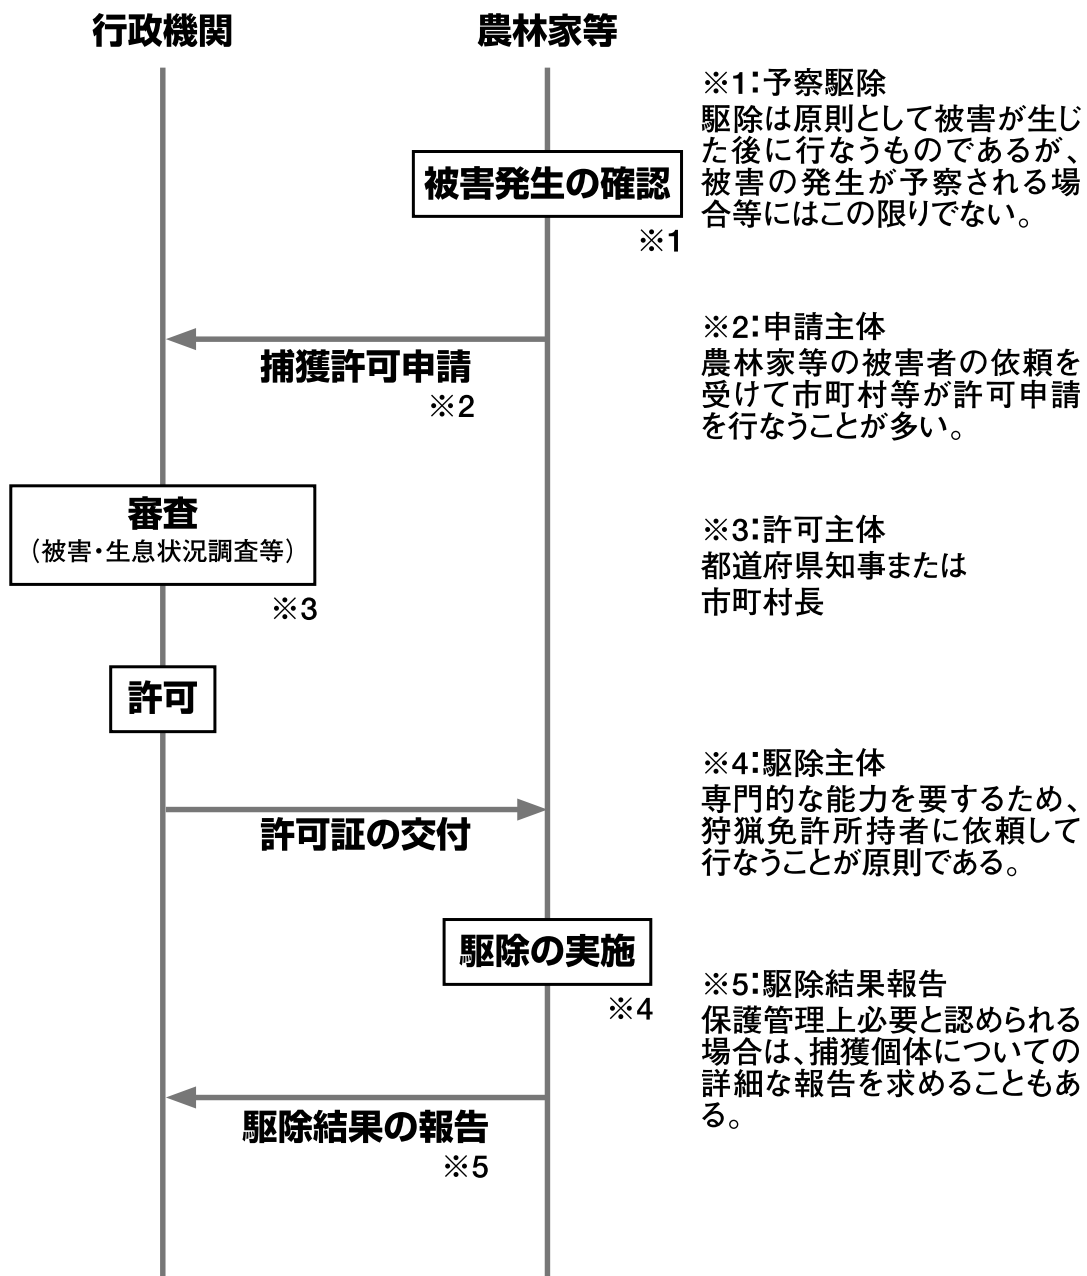 行政機関
農林家等
被害発生の確認
※1
捕獲許可申請
※2
審査
（被害・生息状況調査等）
※3
許可
許可証の交付
駆除の実施
※4
駆除結果の報告
※5
※1：予察駆除
駆除は原則として被害が生じ
た後に行なうものであるが、
被害の発生が予察される場
合等にはこの限りでない。
※2：申請主体
農林家等の被害者の依頼を
受けて市町村等が許可申請
を行なうことが多い。
※3：許可主体
都道府県知事または
市町村長
※4：駆除主体
専門的な能力を要するため、
狩猟免許所持者に依頼して
行なうことが原則である。
※5：駆除結果報告
保護管理上必要と認められる
場合は、捕獲個体についての
詳細な報告を求めることもあ
る。